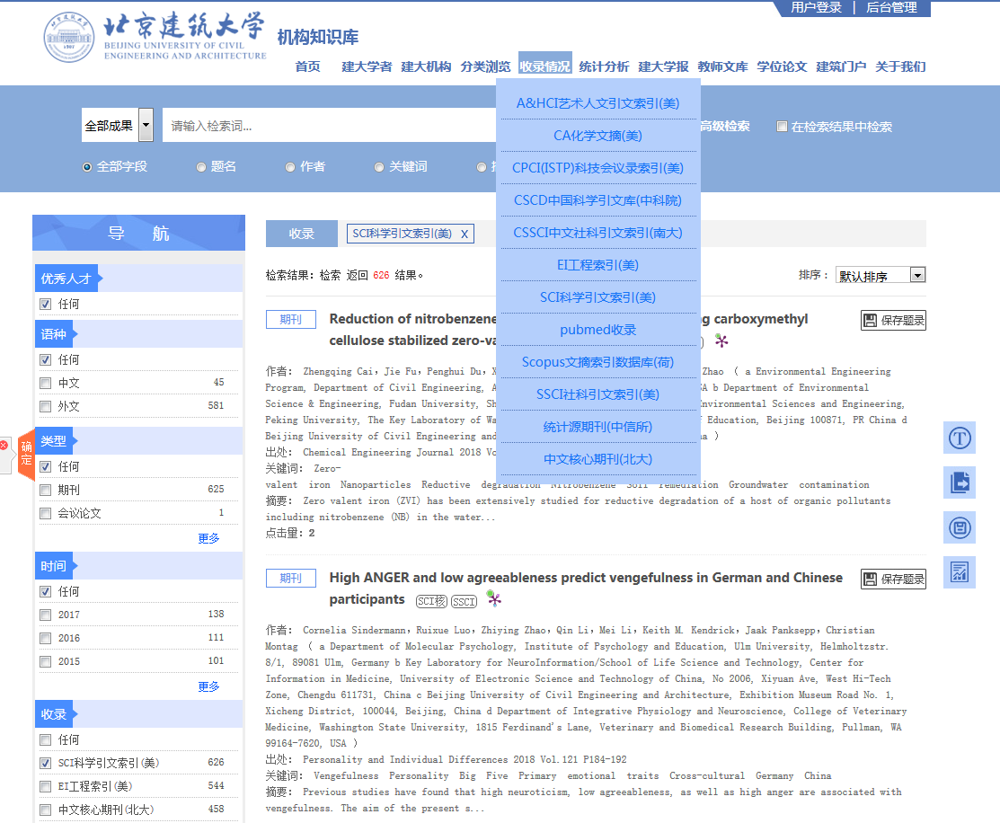 用户登录 | 后台管理
北京建筑大学
BEIJING UNIVERSITY OF CIVIL
ENGINEERING AND ARCHITECTURE
机构知识库
首页 建大学者 建大机构 分类浏览 收录情况 统计分析 建大学报 教师文库 学位论文 建筑门户 关于我们
A&HCI艺术人文引文索引(美)
CA化学文摘(美)
CPCI(ISTP)科技会议录索引(美)
CSCD中国科学引文库(中科院)
CSSCI中文社科引文索引(南大)
EI工程索引(美)
SCI科学引文索引(美)
pubmed收录
Scopus文摘索引数据库(荷)
SSCI社科引文索引(美)
统计源期刊(中信所)
中文核心期刊(北大)
全部成果 请输入检索词... 高级检索 在检索结果中检索
全部字段 题名 作者 关键词
导 航
优秀人才
任何
语种
任何
中文 45
外文 581
类型
任何
期刊 625
会议论文 1
更多
确定
时间
任何
2017 138
2016 111
2015 101
更多
收录
任何
SCI科学引文索引(美) 626
EI工程索引(美) 544
中文核心期刊(北大) 458
收录 SCI科学引文索引(美) X
检索结果: 检索 返回 626 结果。 排序： 默认排序
期刊 Reduction of nitrobenzene g carboxymethyl 保存题录
cellulose stabilized zero-va
作者： Zhengqing Cai，Jie Fu，Penghui Du，X Zhao （ a Environmental Engineering
Program, Department of Civil Engineering, A SA b Department of Environmental
Science & Engineering, Fudan University, Sh Environmental Sciences and Engineering,
Peking University, The Key Laboratory of Wa f Education, Beijing 100871, PR China d
Beijing University of Civil Engineering and na ）
出处： Chemical Engineering Journal 2018 Vo
关键词： Zero-
valent iron Nanoparticles Reductive degradation Nitrobenzene Soil remediation Groundwater contamination
摘要： Zero valent iron (ZVI) has been extensively studied for reductive degradation of a host of organic pollutants
including nitrobenzene (NB) in the water...
点击量：2
期刊 High ANGER and low agreeableness predict vengefulness in German and Chinese 保存题录
participants SCI核 SSCI
作者： Cornelia Sindermann，Ruixue Luo，Zhiying Zhao，Qin Li，Mei Li，Keith M. Kendrick，Jaak Panksepp，Christian
Montag （ a Department of Molecular Psychology, Institute of Psychology and Education, Ulm University, Helmholtzstr.
8/1, 89081 Ulm, Germany b Key Laboratory for NeuroInformation/School of Life Science and Technology, Center for
Information in Medicine, University of Electronic Science and Technology of China, No 2006, Xiyuan Ave, West Hi-Tech
Zone, Chengdu 611731, China c Beijing University of Civil Engineering and Architecture, Exhibition Museum Road No. 1,
Xicheng District, 100044, Beijing, China d Department of Integrative Physiology and Neuroscience, College of Veterinary
Medicine, Washington State University, 1815 Ferdinand's Lane, Veterinary and Biomedical Research Building, Pullman, WA
99164-7620, USA ）
出处： Personality and Individual Differences 2018 Vol.121 P184-192
关键词： Vengefulness Personality Big Five Primary emotional traits Cross-cultural Germany China
摘要： Previous studies have found that high neuroticism, low agreeableness, as well as high anger are associated with
vengefulness. The aim of the present s...